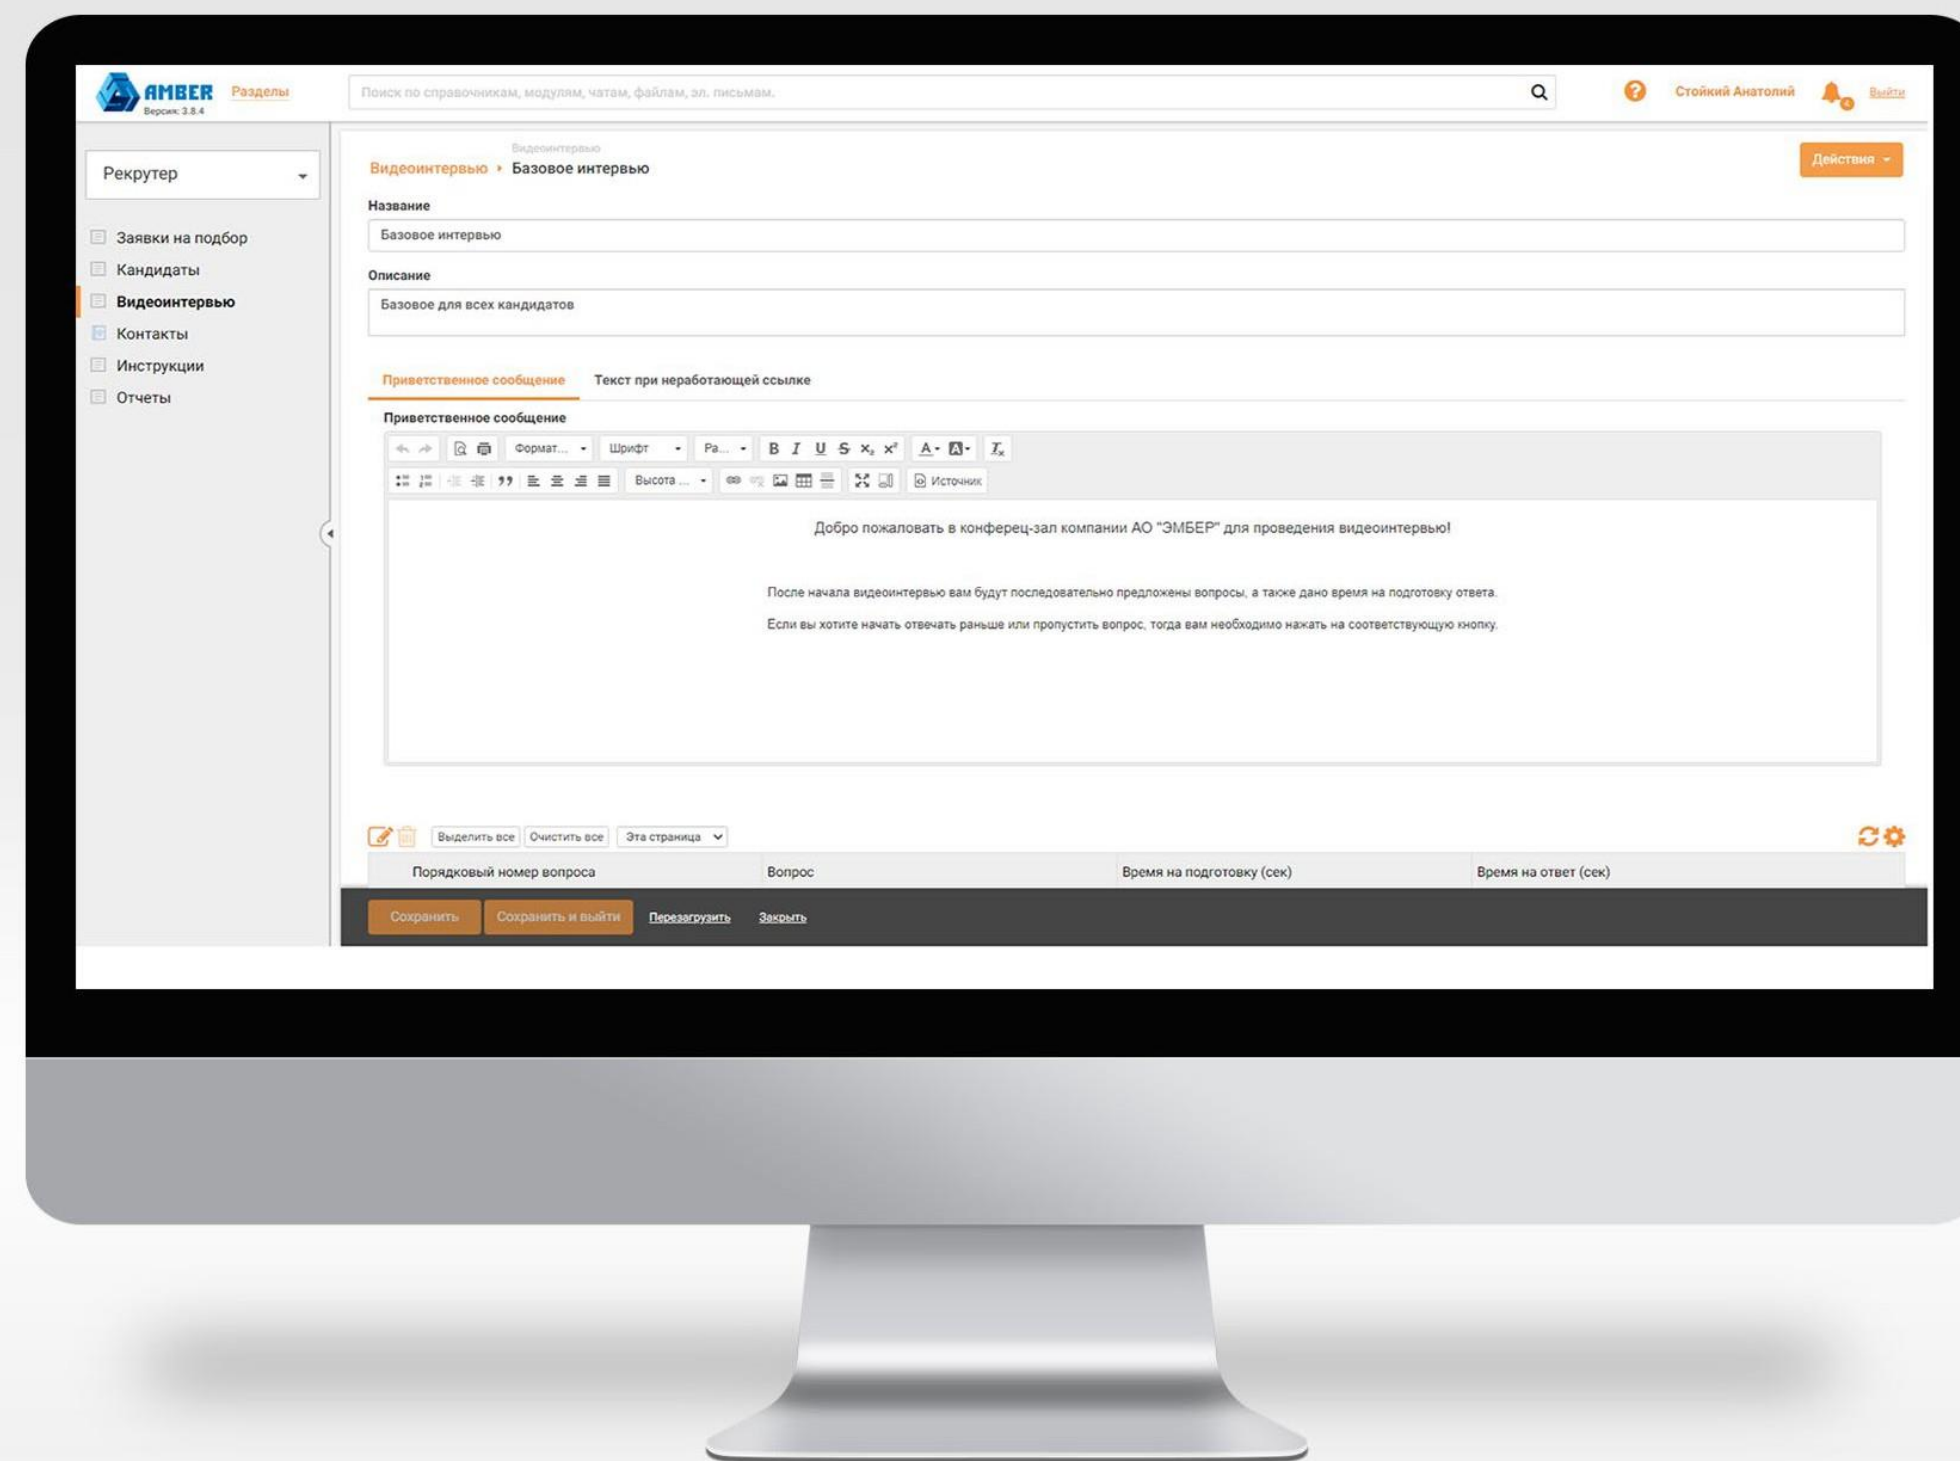 AMBER Разделы
Версия: 3.8.4
Поиск по справочникам, модулям, чатам, файлам, эл. письмам.
Стойкий Анатолий
4
Выйти
Рекрутер
Заявки на подбор
Кандидаты
Видеоинтервью
Контакты
Инструкции
Отчеты
Видеоинтервью
Видеоинтервью Базовое интервью
Действия
Название
Базовое интервью
Описание
Базовое для всех кандидатов
Приветственное сообщение Текст при неработающей ссылке
Приветственное сообщение
Формат... Шрифт Ра... B I U S x₂ x² A A Tx
Высота ... Источник
Добро пожаловать в конферец-зал компании АО "ЭМБЕР" для проведения видеоинтервью!
После начала видеоинтервью вам будут последовательно предложены вопросы, а также дано время на подготовку ответа.
Если вы хотите начать отвечать раньше или пропустить вопрос, тогда вам необходимо нажать на соответствующую кнопку.
Выделить все Очистить все Эта страница
Порядковый номер вопроса Вопрос Время на подготовку (сек) Время на ответ (сек)
Сохранить Сохранить и выйти Перезагрузить Закрыть